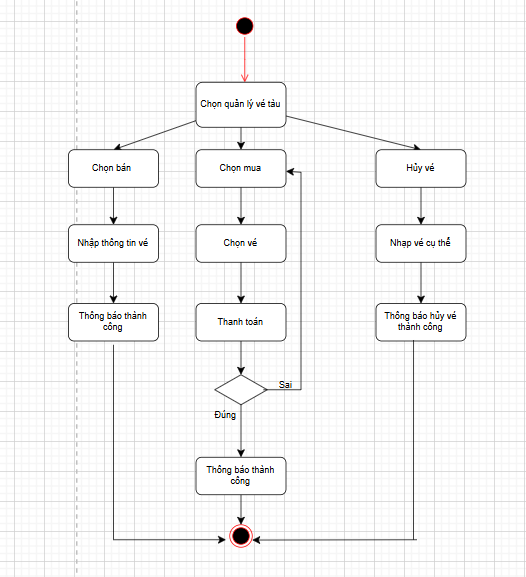 Chọn quản lý vé tàu
Chọn bán
Chọn mua
Hủy vé
Nhập thông tin vé
Chọn vé
Nhạp vé cụ thể
Thông báo thành
công
Thanh toán
Thông báo hủy vé
thành công
Sai
Đúng
Thông báo thành
công